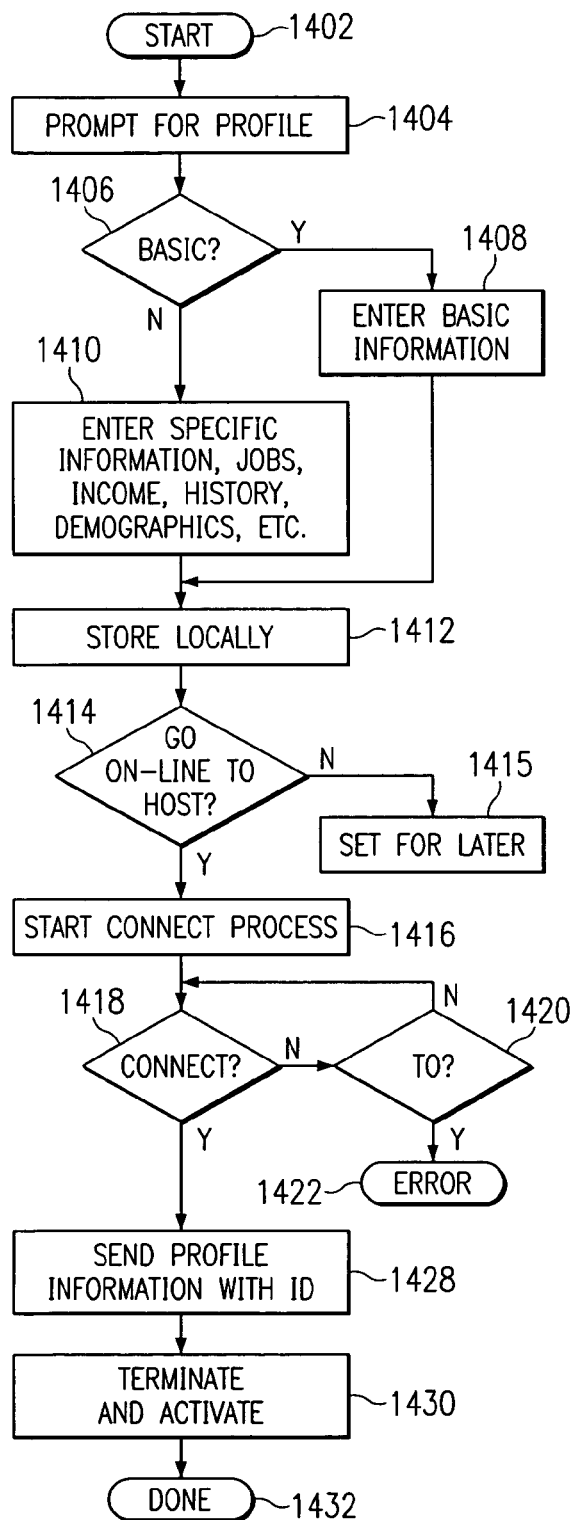 START
1402
PROMPT FOR PROFILE
1404
1406
BASIC?
Y
N
1408
ENTER BASIC
INFORMATION
1410
ENTER SPECIFIC
INFORMATION, JOBS,
INCOME, HISTORY,
DEMOGRAPHICS, ETC.
STORE LOCALLY
1412
1414
GO
ON-LINE TO
HOST?
N
Y
1415
SET FOR LATER
START CONNECT PROCESS
1416
1418
CONNECT?
N
Y
N
1420
TO?
Y
1422
ERROR
SEND PROFILE
INFORMATION WITH ID
1428
TERMINATE
AND ACTIVATE
1430
DONE
1432